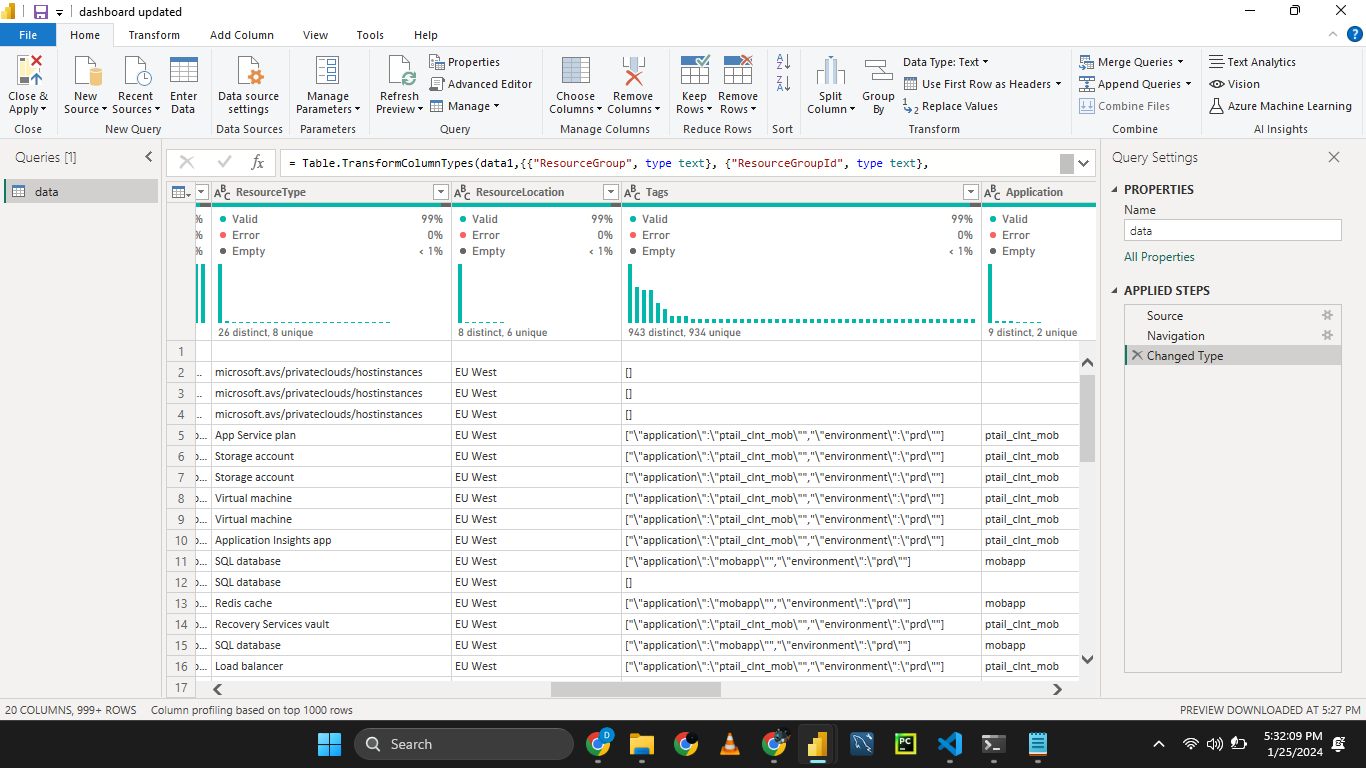 dashboard updated
File Home Transform Add Column View Tools Help
Close & Apply
Close
New Source
Recent Sources
Enter Data
New Query
Data source settings
Data Sources
Manage Parameters
Parameters
Refresh Preview
Properties
Advanced Editor
Manage
Query
Choose Columns
Remove Columns
Manage Columns
Keep Rows
Remove Rows
Reduce Rows
Sort
Split Column
Group By
Data Type: Text
Use First Row as Headers
Replace Values
Transform
Merge Queries
Append Queries
Combine Files
Combine
Text Analytics
Vision
Azure Machine Learning
AI Insights
Queries [1]
data
fx
= Table.TransformColumnTypes(data1,{{"ResourceGroup", type text}, {"ResourceGroupId", type text},
ABC ResourceType ABC ResourceLocation ABC Tags ABC Application
% Valid 99% Valid 99% Valid 99% Valid
% Error 0% Error 0% Error 0% Error
% Empty < 1% Empty < 1% Empty < 1% Empty
26 distinct, 8 unique 8 distinct, 6 unique 943 distinct, 934 unique 9 distinct, 2 unique
1
2 ... microsoft.avs/privateclouds/hostinstances EU West []
3 ... microsoft.avs/privateclouds/hostinstances EU West []
4 ... microsoft.avs/privateclouds/hostinstances EU West []
5 App Service plan EU West ["\"application\":\"ptail_clnt_mob\"","\"environment\":\"prd\""] ptail_clnt_mob
6 Storage account EU West ["\"application\":\"ptail_clnt_mob\"","\"environment\":\"prd\""] ptail_clnt_mob
7 Storage account EU West ["\"application\":\"ptail_clnt_mob\"","\"environment\":\"prd\""] ptail_clnt_mob
8 Virtual machine EU West ["\"application\":\"ptail_clnt_mob\"","\"environment\":\"prd\""] ptail_clnt_mob
9 Virtual machine EU West ["\"application\":\"ptail_clnt_mob\"","\"environment\":\"prd\""] ptail_clnt_mob
10 Application Insights app EU West ["\"application\":\"ptail_clnt_mob\"","\"environment\":\"prd\""] ptail_clnt_mob
11 SQL database EU West ["\"application\":\"mobapp\"","\"environment\":\"prd\""] mobapp
12 SQL database EU West []
13 Redis cache EU West ["\"application\":\"mobapp\"","\"environment\":\"prd\""] mobapp
14 Recovery Services vault EU West ["\"application\":\"ptail_clnt_mob\"","\"environment\":\"prd\""] ptail_clnt_mob
15 SQL database EU West ["\"application\":\"mobapp\"","\"environment\":\"prd\""] mobapp
16 Load balancer EU West ["\"application\":\"ptail_clnt_mob\"","\"environment\":\"prd\""] ptail_clnt_mob
17
Query Settings
PROPERTIES
Name
data
All Properties
APPLIED STEPS
Source
Navigation
Changed Type
20 COLUMNS, 999+ ROWS Column profiling based on top 1000 rows
PREVIEW DOWNLOADED AT 5:27 PM
Search
D
PC
5:32:09 PM
1/25/2024